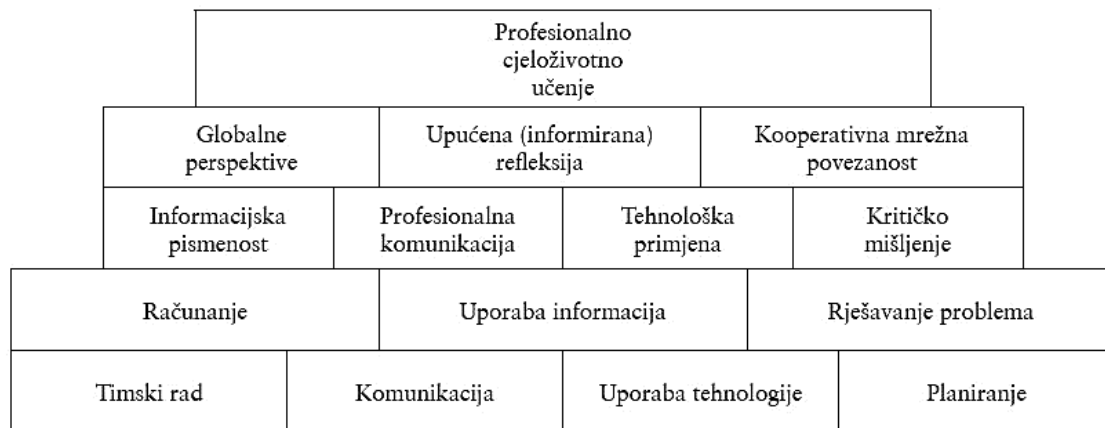 Profesionalno
cjeloživotno
učenje
Globalne
perspektive
Upućena (informirana)
refleksija
Kooperativna mrežna
povezanost
Informacijska
pismenost
Profesionalna
komunikacija
Tehnološka
primjena
Kritičko
mišljenje
Računanje
Uporaba informacija
Rješavanje problema
Timski rad
Komunikacija
Uporaba tehnologije
Planiranje